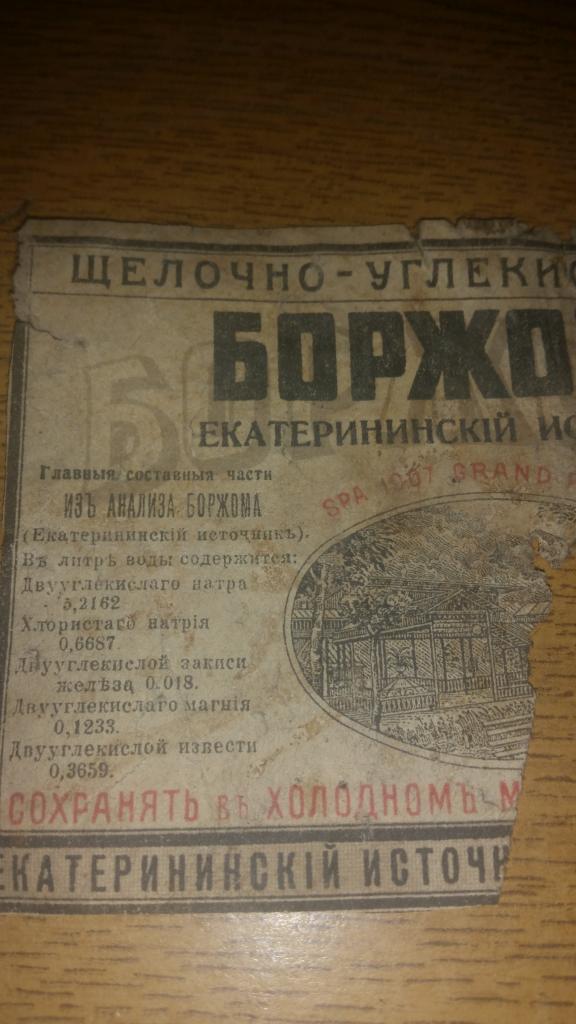 ЩЕЛОЧНО-УГЛЕКИС
БОРЖО
ЕКАТЕРИНИНСКІЙ ИС
SPA 1907 GRAND
Главныя составныя части
ИЗЪ АНАЛИЗА БОРЖОМА
(Екатерининскій источникъ).
Въ литрѣ воды содержится:
Двууглекислаго натра
5,2162
Хлористаго натрія
0,6687.
Двууглекислой закиси
желѣза 0.018.
Двууглекислаго магнія
0,1233.
Двууглекислой извести
0,3659.
СОХРАНЯТЬ въ ХОЛОДНОМЪ М
ЕКАТЕРИНИНСКІЙ ИСТОЧН